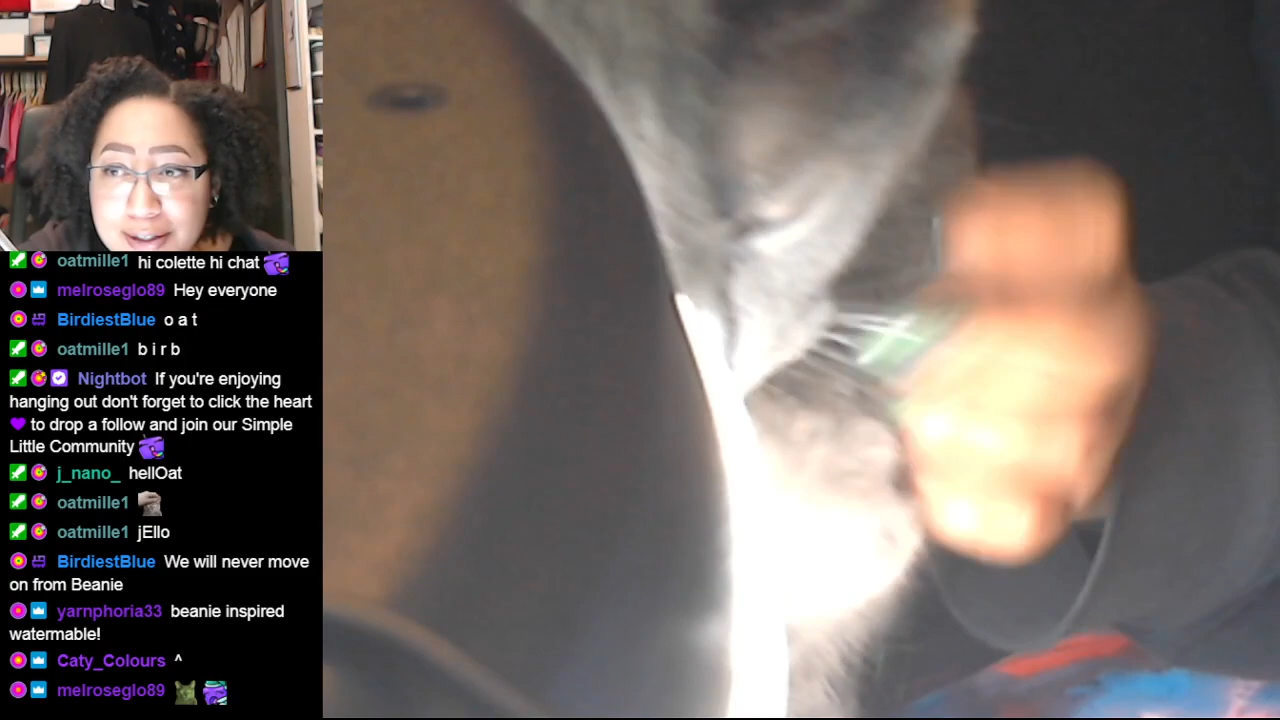 oatmille1 hi colette hi chat
melroseglo89 Hey everyone
BirdiestBlue o a t
oatmille1 b i r b
Nightbot If you're enjoying
hanging out don't forget to click the heart
to drop a follow and join our Simple
Little Community
j_nano_ hellOat
oatmille1
oatmille1 jEllo
BirdiestBlue We will never move
on from Beanie
yarnphoria33 beanie inspired
watermable!
Caty_Colours ^
melroseglo89